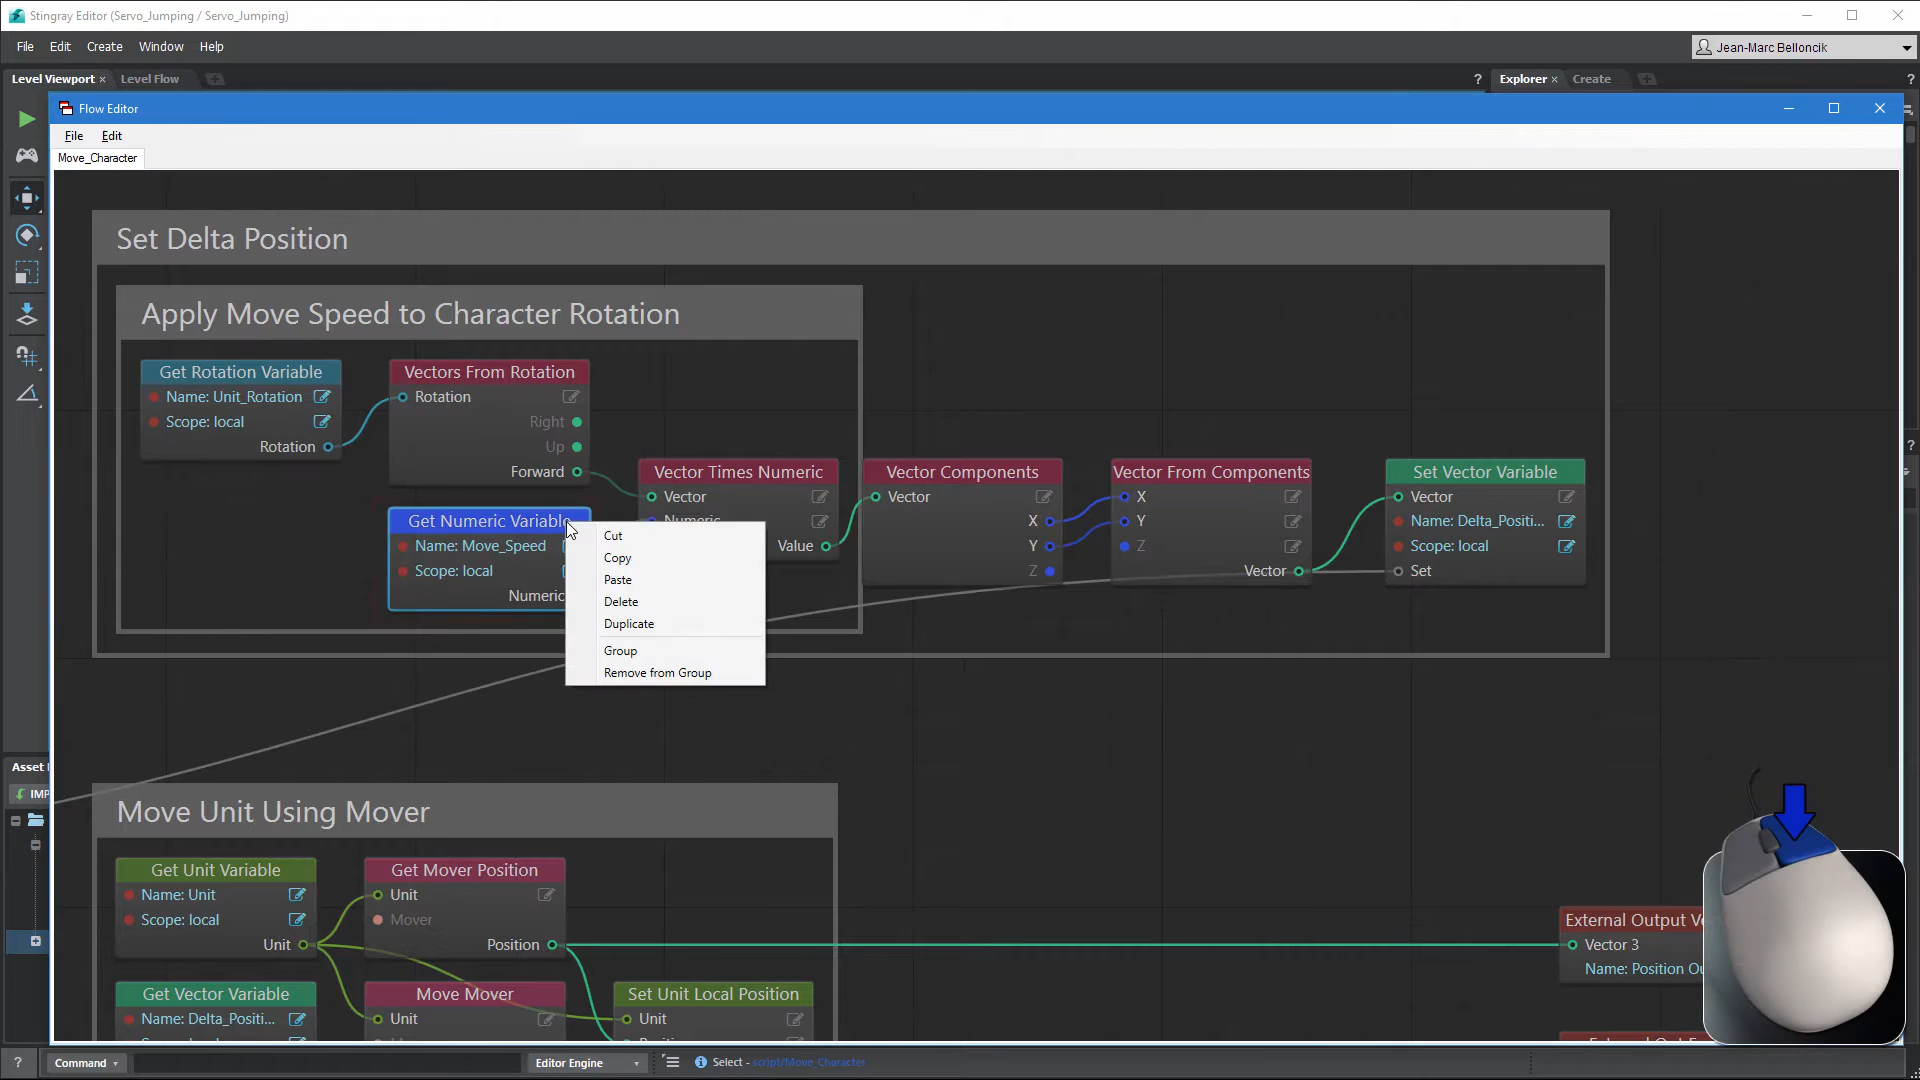 Stingray Editor (Servo_Jumping / Servo_Jumping)
File Edit Create Window Help
Jean-Marc Belloncik
Level Viewport × Level Flow
? Explorer × Create ?
Flow Editor
File Edit
Move_Character
Set Delta Position
Apply Move Speed to Character Rotation
Get Rotation Variable
Name: Unit_Rotation
Scope: local
Rotation
Vectors From Rotation
Rotation
Right
Up
Forward
Vector Times Numeric
Vector
Numeric
Value
Vector Components
Vector
X
Y
Z
Vector From Components
X
Y
Z
Vector
Set Vector Variable
Vector
Name: Delta_Positi...
Scope: local
Set
Get Numeric Variable
Name: Move_Speed
Scope: local
Numeric
Cut
Copy
Paste
Delete
Duplicate
Group
Remove from Group
?
Asset
IMP
Move Unit Using Mover
Get Unit Variable
Name: Unit
Scope: local
Unit
Get Mover Position
Unit
Mover
Position
Get Vector Variable
Name: Delta_Positi...
Move Mover
Unit
Set Unit Local Position
Unit
External Output Ve
Vector 3
Name: Position Ou
? Command Editor Engine Select - script/Move_Character